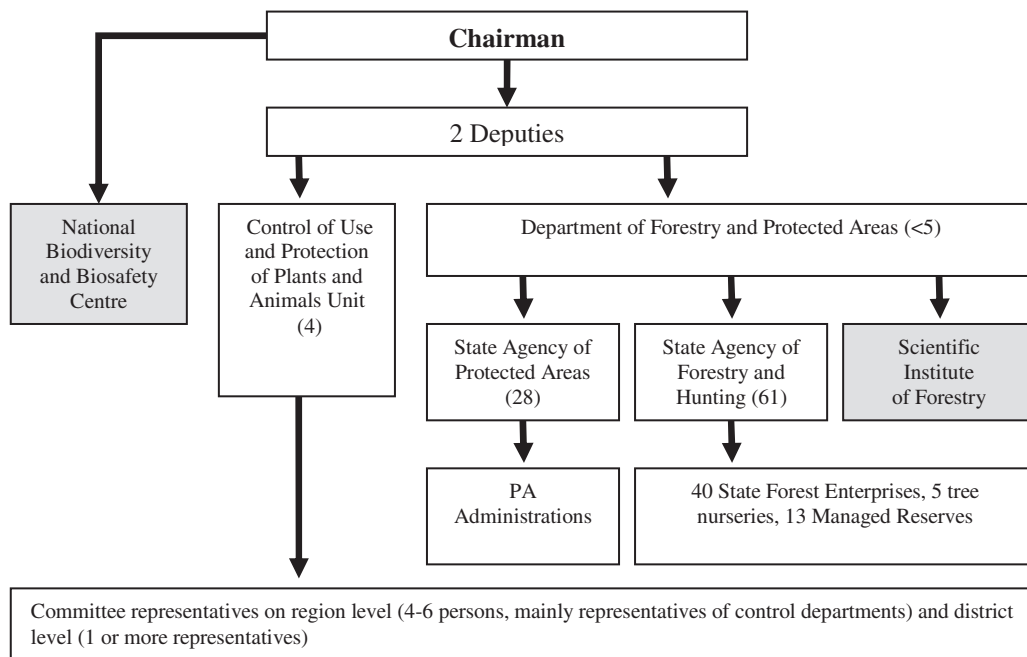 Chairman
2 Deputies
National
Biodiversity
and Biosafety
Centre
Control of Use
and Protection
of Plants and
Animals Unit
(4)
Department of Forestry and Protected Areas (<5)
State Agency of
Protected Areas
(28)
State Agency of
Forestry and
Hunting (61)
Scientific
Institute
of Forestry
PA
Administrations
40 State Forest Enterprises, 5 tree
nurseries, 13 Managed Reserves
Committee representatives on region level (4-6 persons, mainly representatives of control departments) and district
level (1 or more representatives)